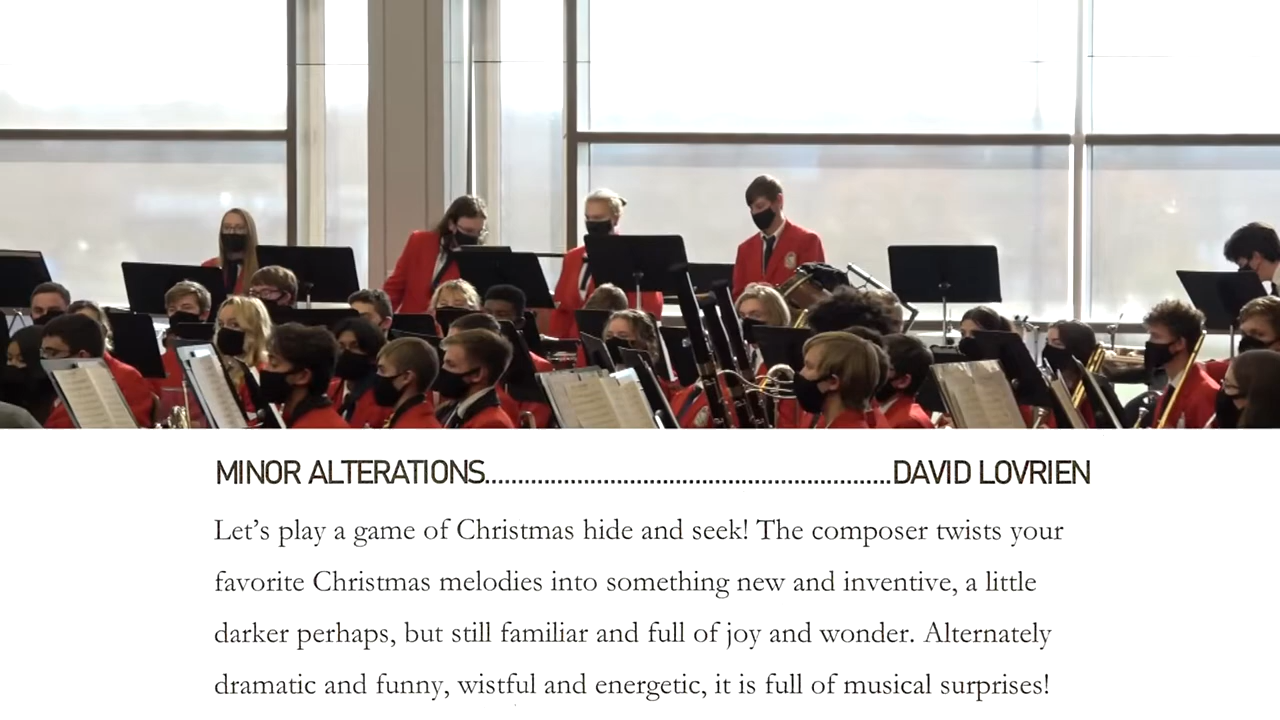 MINOR ALTERATIONS..............................................................DAVID LOVRIEN
Let’s play a game of Christmas hide and seek! The composer twists your
favorite Christmas melodies into something new and inventive, a little
darker perhaps, but still familiar and full of joy and wonder. Alternately
dramatic and funny, wistful and energetic, it is full of musical surprises!